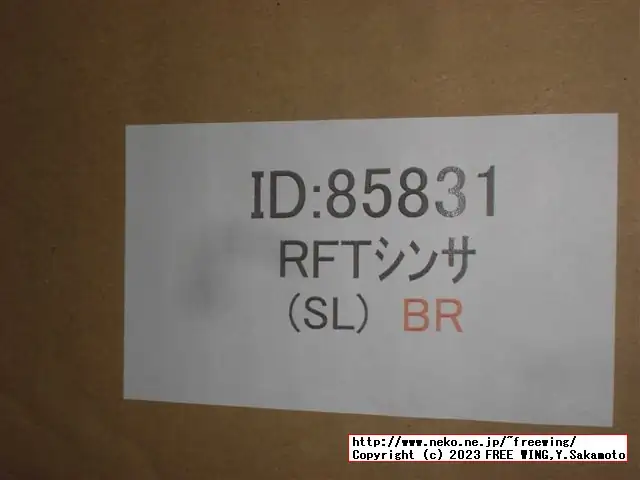 ID:85831
RFTシンサ
(SL) BR
http://www.neko.ne.jp/~freewing/
Copyright (c) 2023 FREE WING,Y.Sakamoto